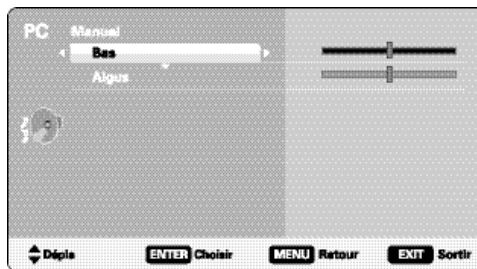 PC Manuel
Bas
Aigus
Dépla
ENTER Choisir MENU Retour EXIT Sortir